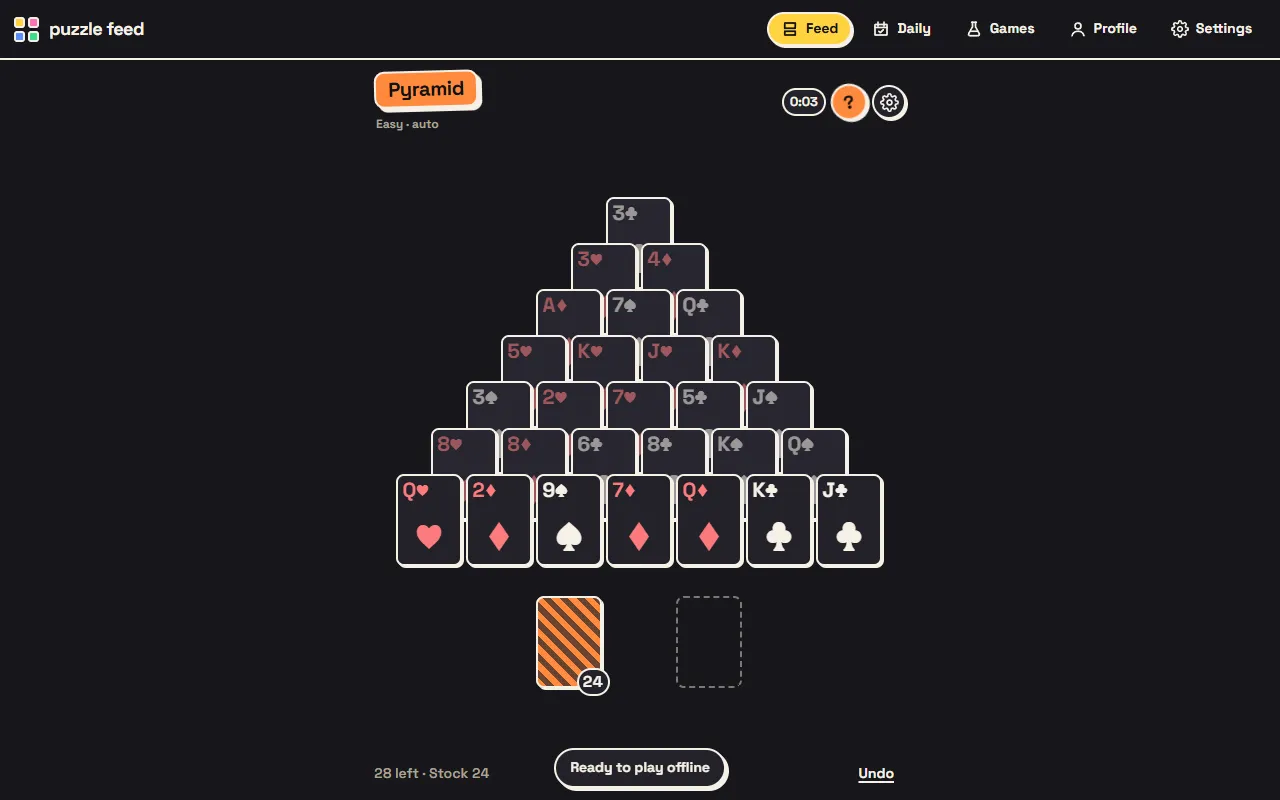 puzzle feed
Feed
Daily
Games
Profile
Settings
Pyramid
Easy · auto
0:03
?
3♣
3♥ 4♦
A♦ 7♠ Q♣
5♥ K♥ J♥ K♦
3♠ 2♥ 7♥ 5♣ J♠
8♥ 8♦ 6♣ 8♣ K♠ Q♠
Q♥ 2♦ 9♠ 7♦ Q♦ K♣ J♣
24
28 left · Stock 24
Ready to play offline
Undo